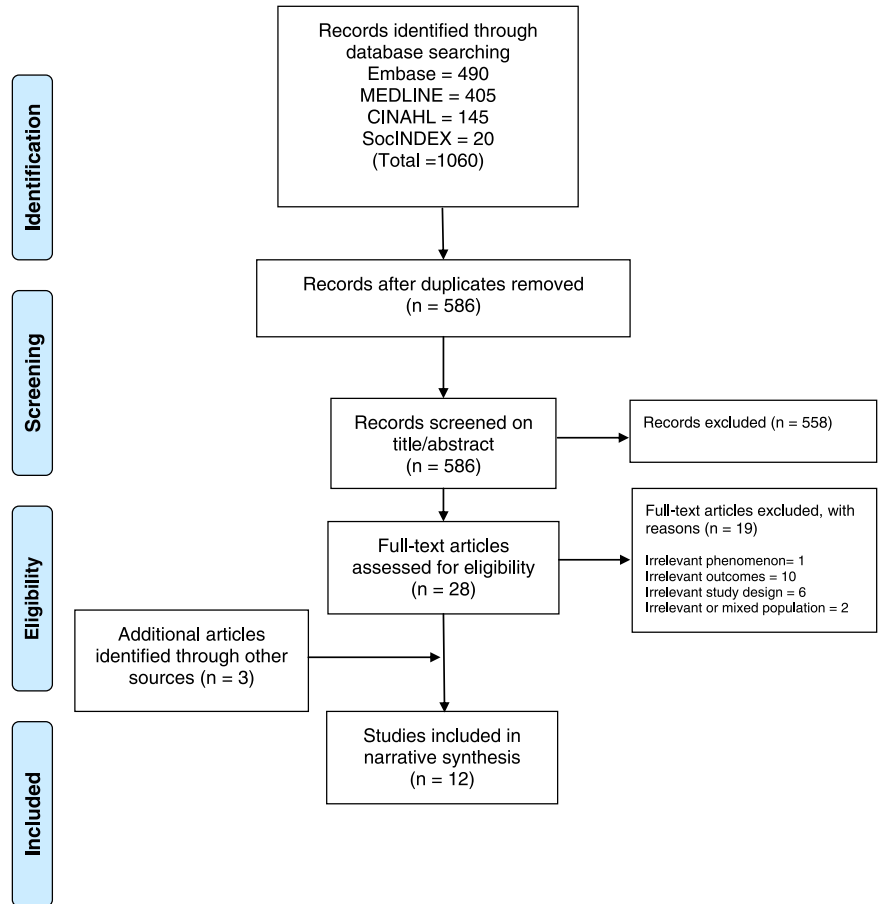 Identification
Records identified through
database searching
Embase = 490
MEDLINE = 405
CINAHL = 145
SocINDEX = 20
(Total =1060)
Records after duplicates removed
(n = 586)
Screening
Records screened on
title/abstract
(n = 586)
Records excluded (n = 558)
Eligibility
Full-text articles
assessed for eligibility
(n = 28)
Full-text articles excluded, with
reasons (n = 19)
Irrelevant phenomenon= 1
Irrelevant outcomes = 10
Irrelevant study design = 6
Irrelevant or mixed population = 2
Additional articles
identified through other
sources (n = 3)
Included
Studies included in
narrative synthesis
(n = 12)